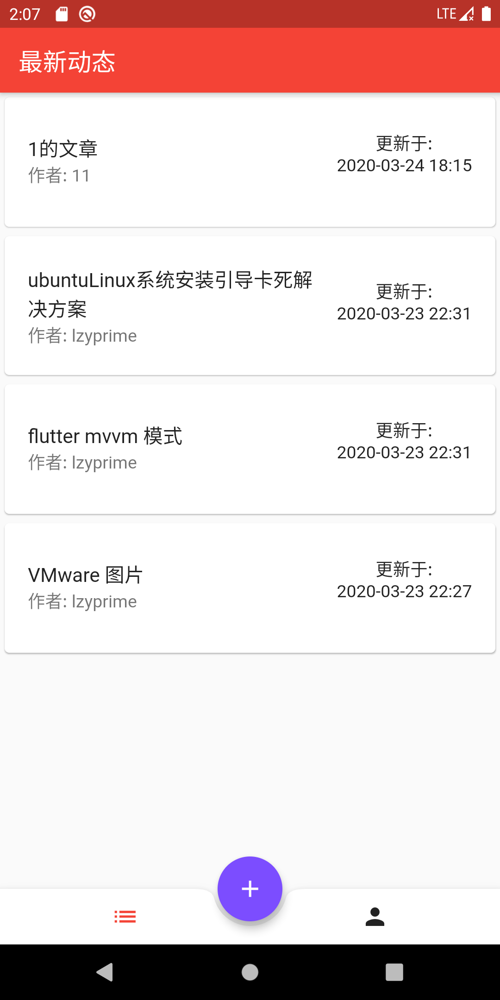 2:07
LTE
最新动态
1的文章
作者: 11
更新于:
2020-03-24 18:15
ubuntuLinux系统安装引导卡死解
决方案
作者: lzyprime
更新于:
2020-03-23 22:31
flutter mvvm 模式
作者: lzyprime
更新于:
2020-03-23 22:31
VMware 图片
作者: lzyprime
更新于:
2020-03-23 22:27